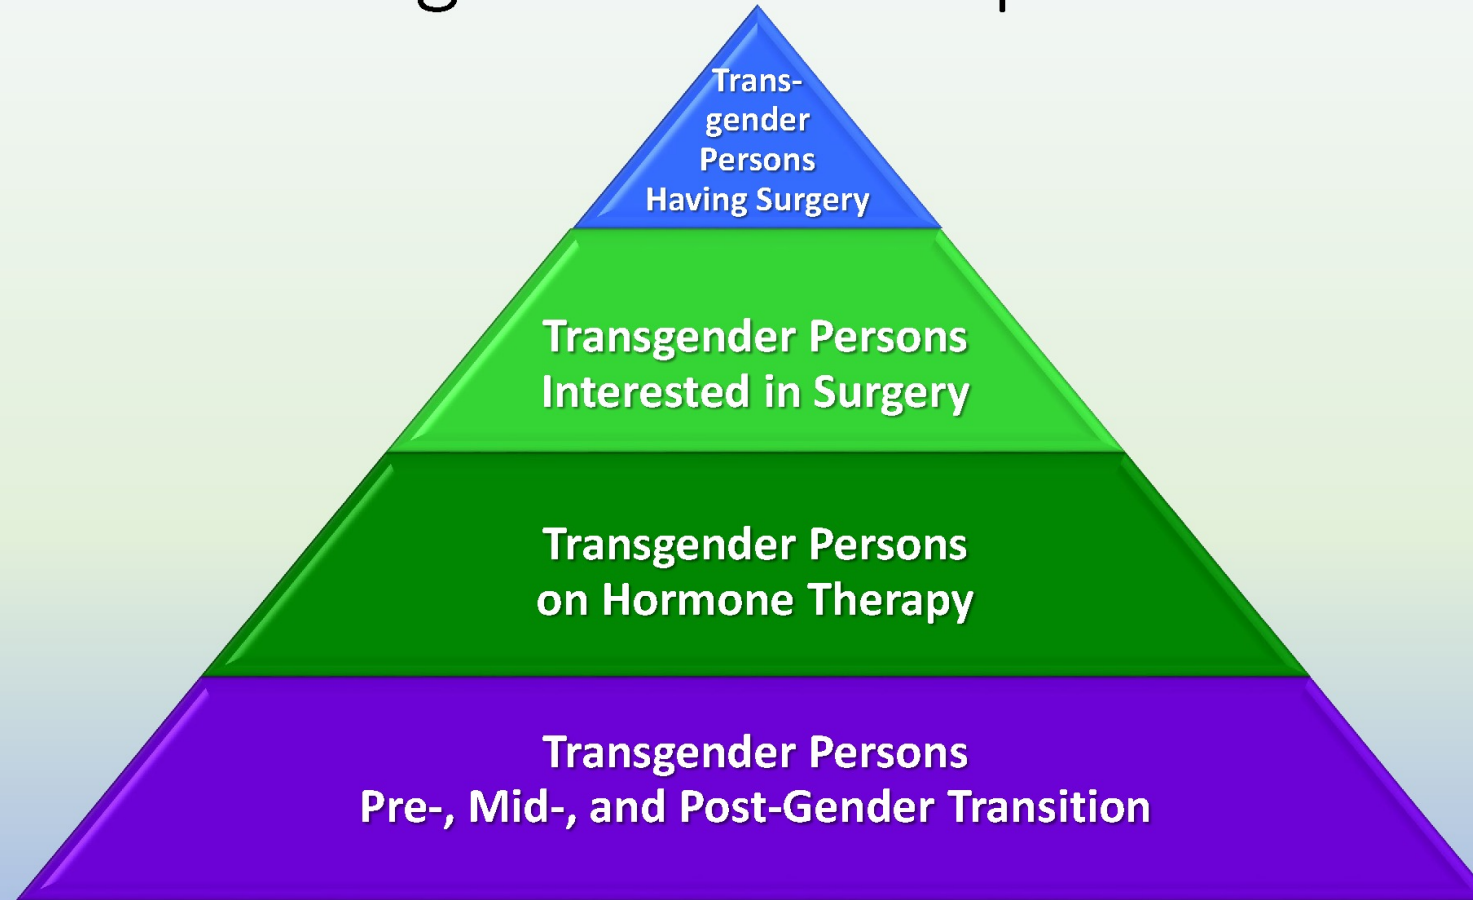 Trans-
gender
Persons
Having Surgery
Transgender Persons
Interested in Surgery
Transgender Persons
on Hormone Therapy
Transgender Persons
Pre-, Mid-, and Post-Gender Transition